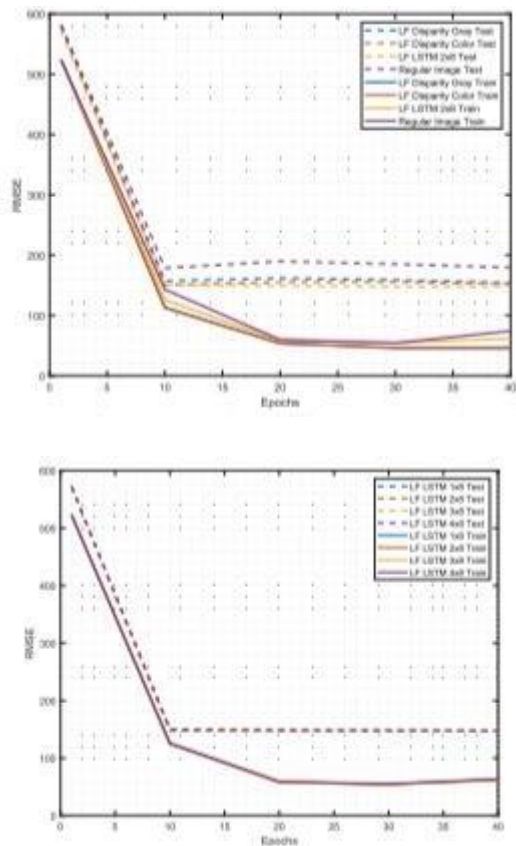 600
500
400
300
200
100
0
RMSE
0 5 10 15 20 25 30 35 40
Epochs
LF Disparity Gray Test
LF Disparity Color Test
LF LSTM 2x8 Test
Regular Image Test
LF Disparity Gray Train
LF Disparity Color Train
LF LSTM 2x8 Train
Regular Image Train
600
500
400
300
200
100
0
RMSE
0 5 10 15 20 25 30 35 40
Epochs
LF LSTM 1x8 Test
LF LSTM 2x8 Test
LF LSTM 3x8 Test
LF LSTM 4x8 Test
LF LSTM 1x8 Train
LF LSTM 2x8 Train
LF LSTM 3x8 Train
LF LSTM 4x8 Train